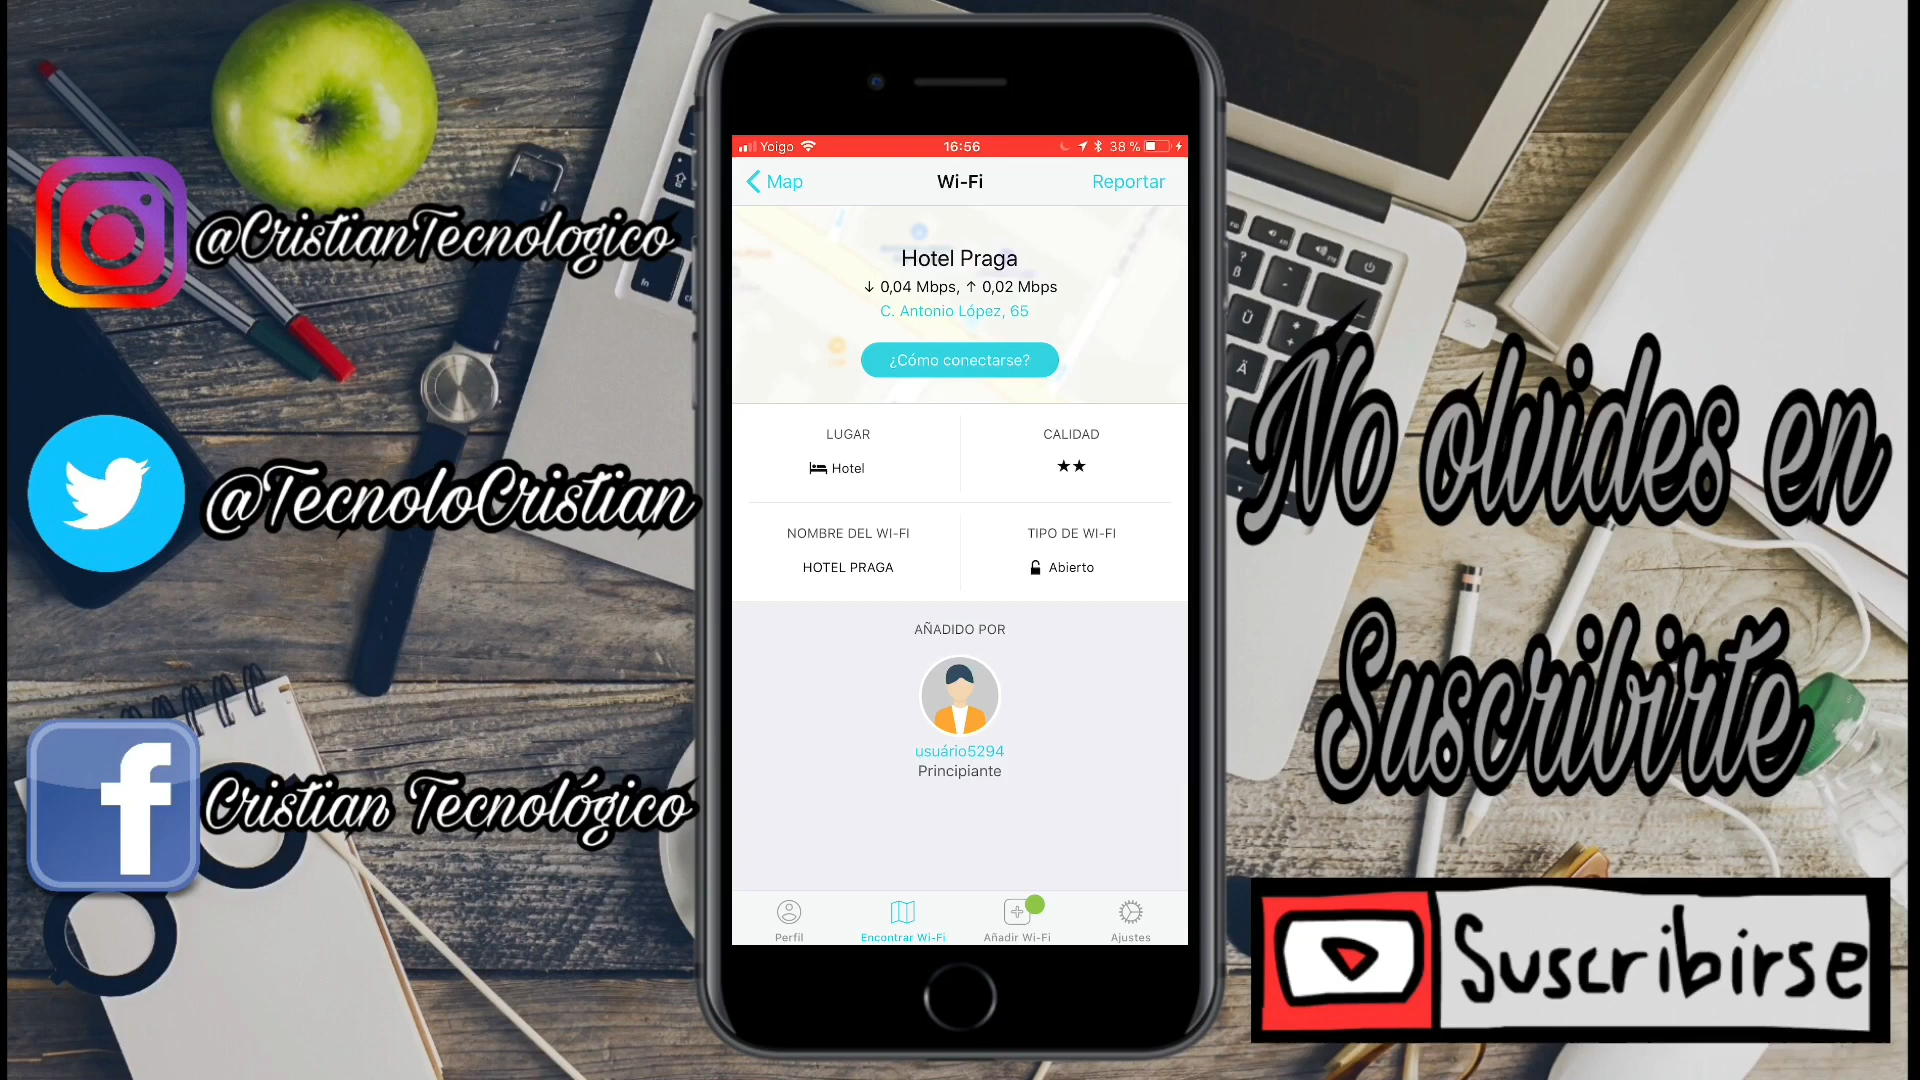 @CristianTecnologico
@TecnoloCristian
Cristian Tecnológico
Yoigo
16:56
38 %
Map
Wi-Fi
Reportar
Hotel Praga
↓ 0,04 Mbps, ↑ 0,02 Mbps
C. Antonio López, 65
¿Cómo conectarse?
LUGAR
CALIDAD
Hotel
★★
NOMBRE DEL WI-FI
TIPO DE WI-FI
HOTEL PRAGA
Abierto
AÑADIDO POR
usuário5294
Principiante
Perfil
Encontrar Wi-Fi
Añadir Wi-Fi
Ajustes
No olvides en
Suscribirte
Suscribirse